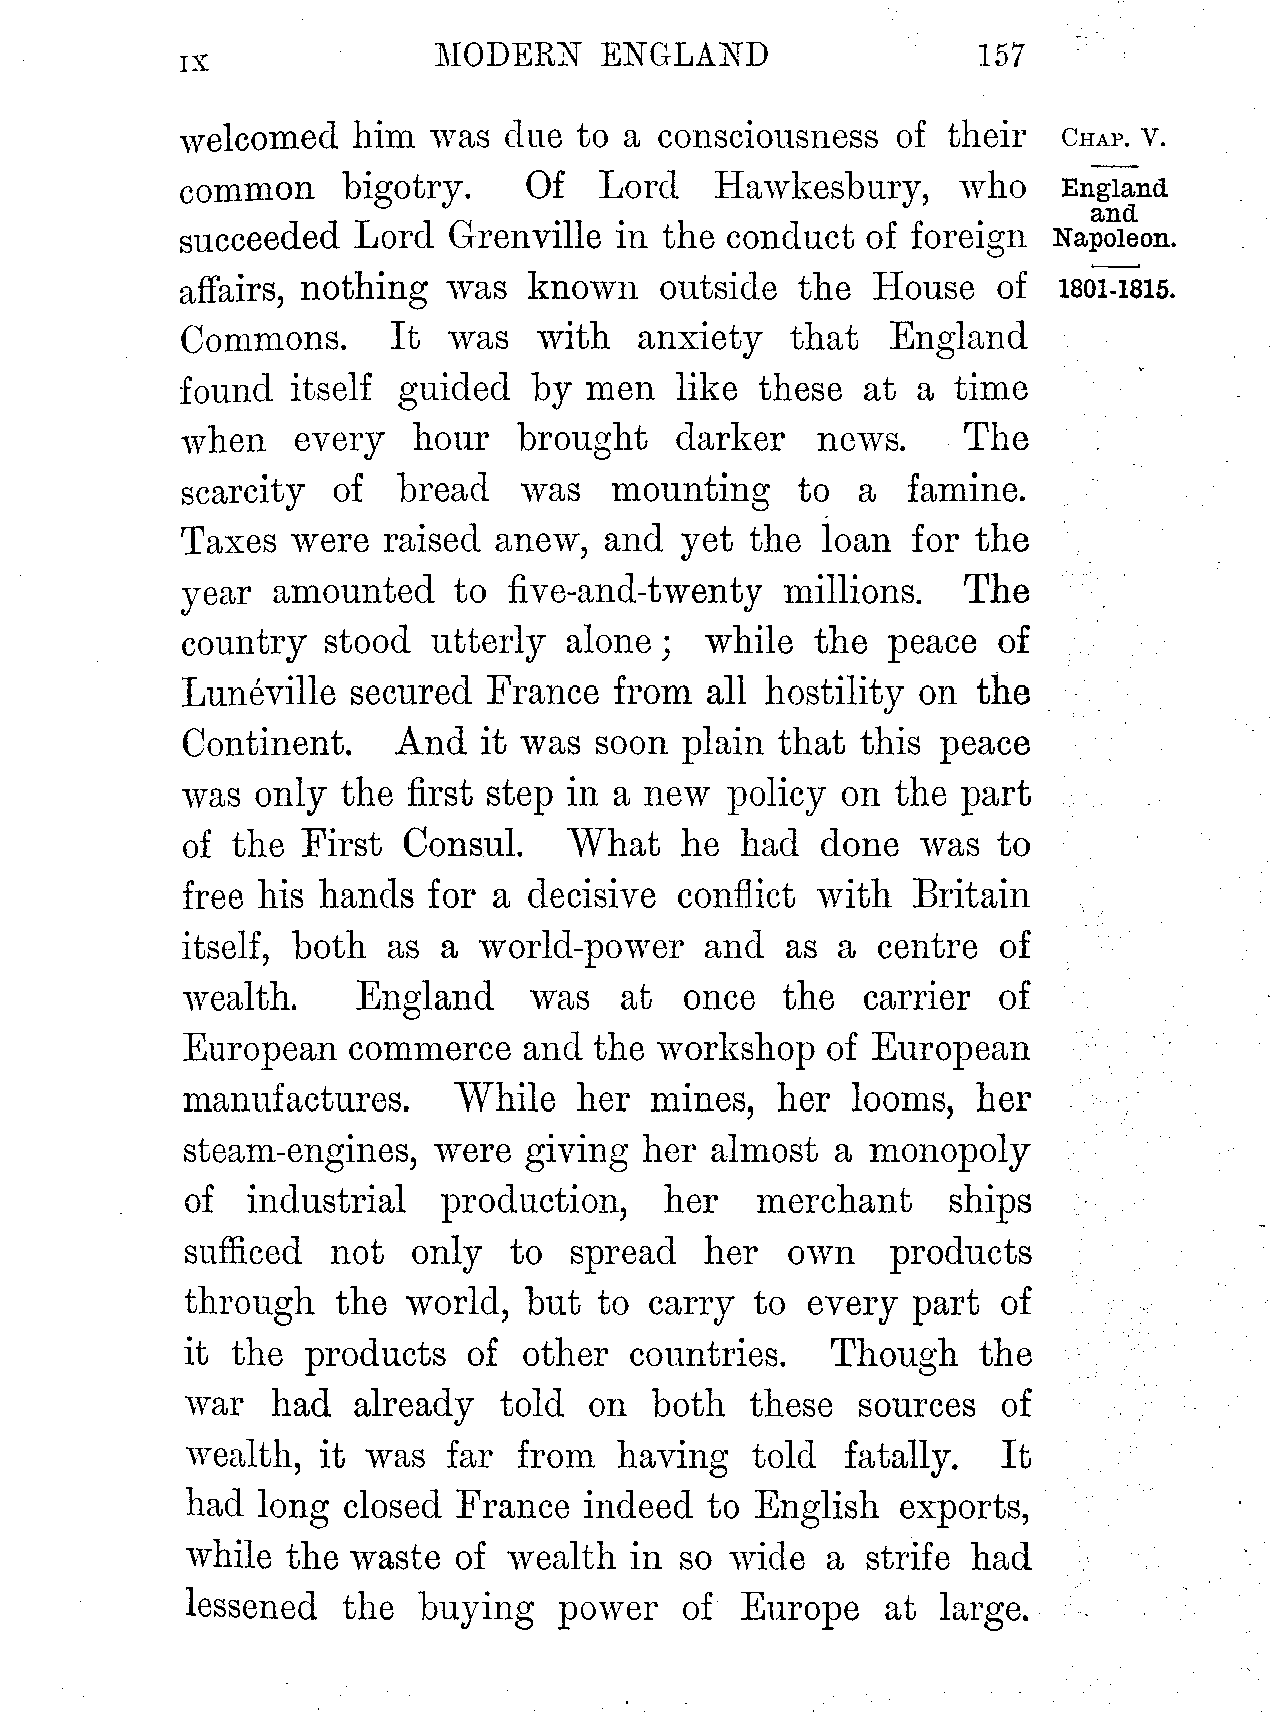 IX MODERN ENGLAND 157
welcomed him was due to a consciousness of their
common bigotry. Of Lord Hawkesbury, who
succeeded Lord Grenville in the conduct of foreign
affairs, nothing was known outside the House of
Commons. It was with anxiety that England
found itself guided by men like these at a time
when every hour brought darker news. The
scarcity of bread was mounting to a famine.
Taxes were raised anew, and yet the loan for the
year amounted to five-and-twenty millions. The
country stood utterly alone; while the peace of
Lunéville secured France from all hostility on the
Continent. And it was soon plain that this peace
was only the first step in a new policy on the part
of the First Consul. What he had done was to
free his hands for a decisive conflict with Britain
itself, both as a world-power and as a centre of
wealth. England was at once the carrier of
European commerce and the workshop of European
manufactures. While her mines, her looms, her
steam-engines, were giving her almost a monopoly
of industrial production, her merchant ships
sufficed not only to spread her own products
through the world, but to carry to every part of
it the products of other countries. Though the
war had already told on both these sources of
wealth, it was far from having told fatally. It
had long closed France indeed to English exports,
while the waste of wealth in so wide a strife had
lessened the buying power of Europe at large.
CHAP. V.
England
and
Napoleon.
1801-1815.